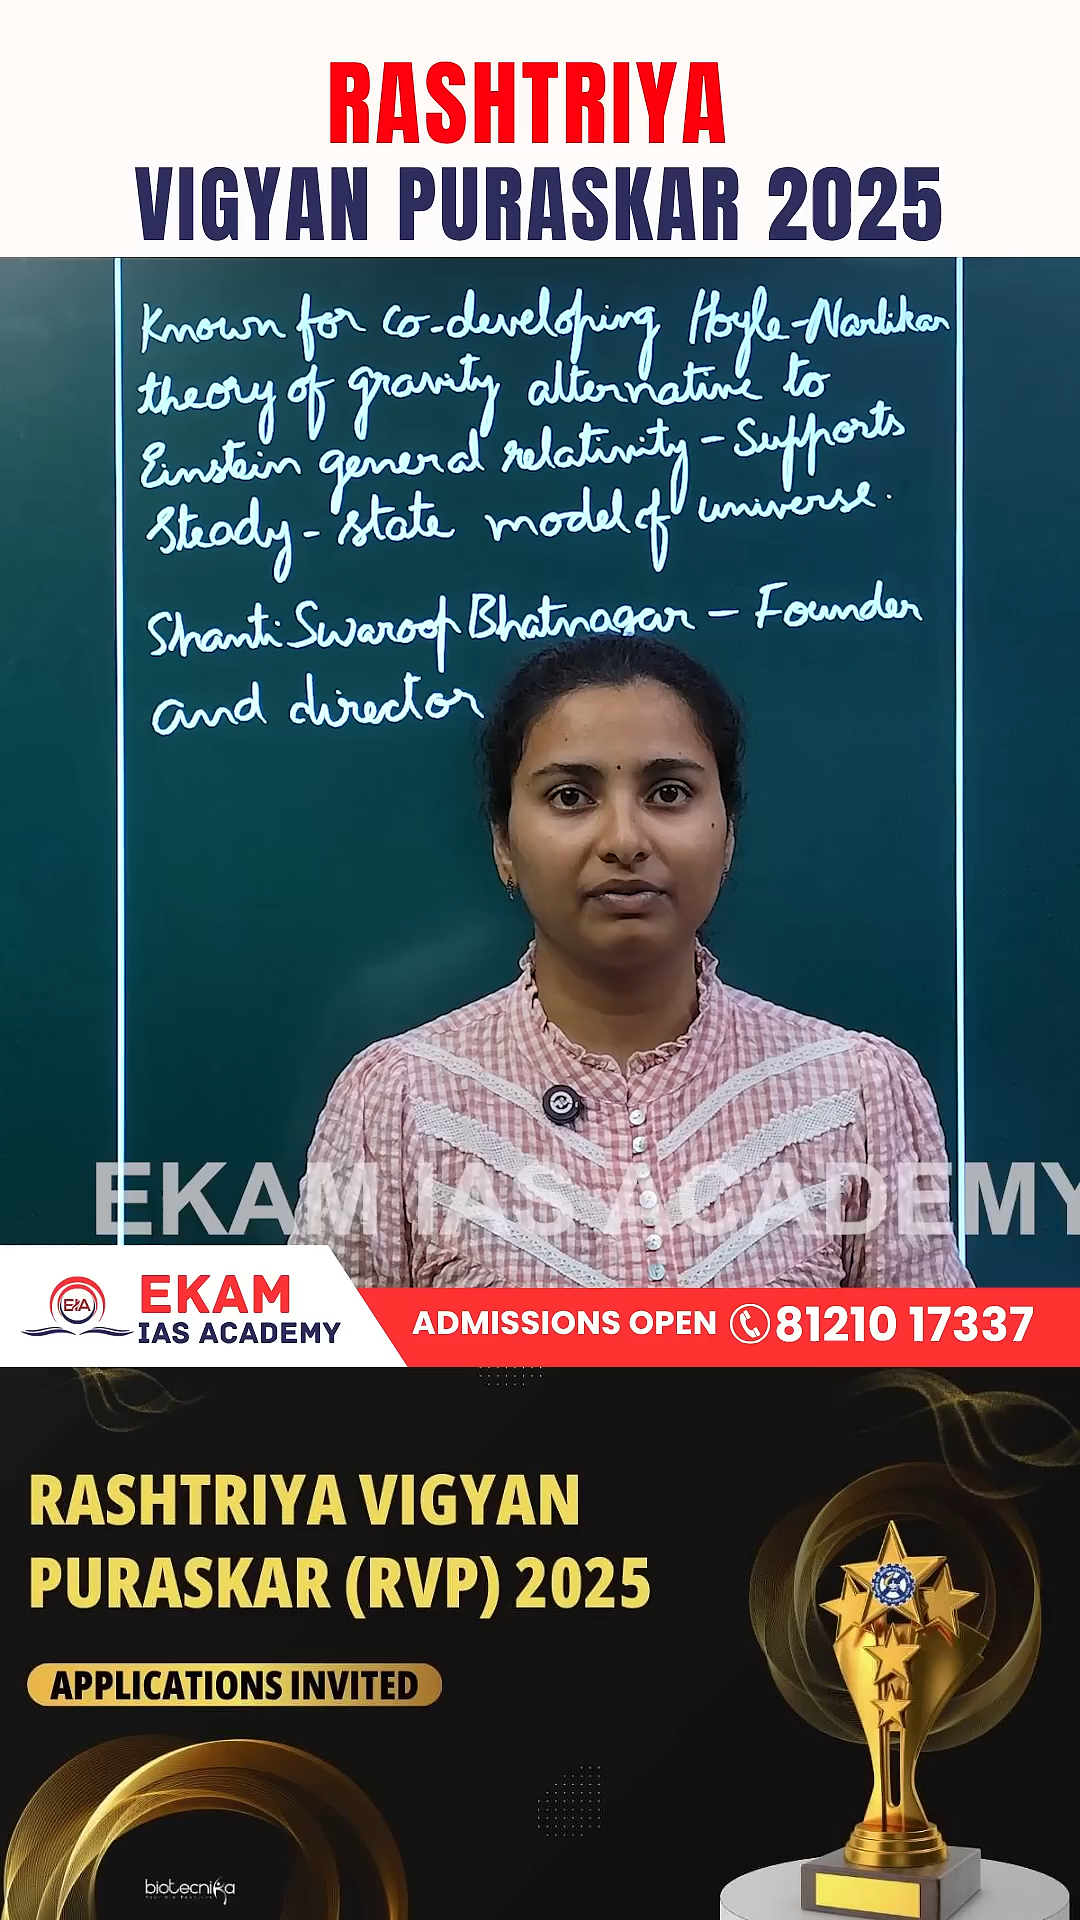 RASHTRIYA
VIGYAN PURASKAR 2025
Known for co-developing Hoyle-Narlikar
theory of gravity alternative to
Einstein general relativity - Supports
Steady-state model of universe.
Shanti Swaroop Bhatnagar - Founder
and director
EKAM IAS ACADEMY
EIA
EKAM
IAS ACADEMY
ADMISSIONS OPEN 81210 17337
RASHTRIYA VIGYAN
PURASKAR (RVP) 2025
APPLICATIONS INVITED
biotecnika